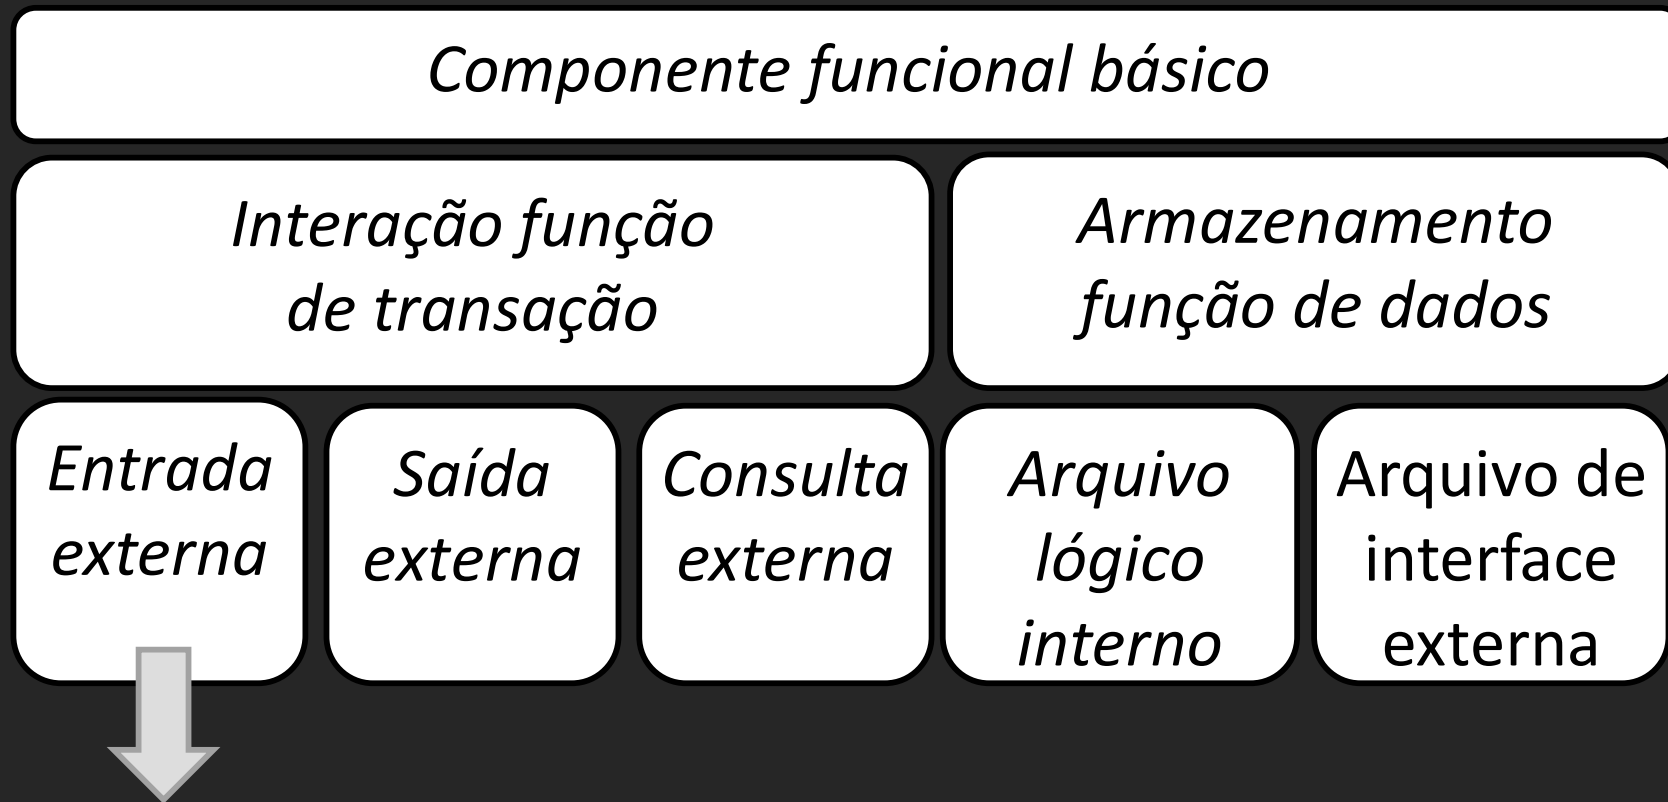 Componente funcional básico
Interação função
de transação
Armazenamento
função de dados
Entrada
externa
Saída
externa
Consulta
externa
Arquivo
lógico
interno
Arquivo de
interface
externa